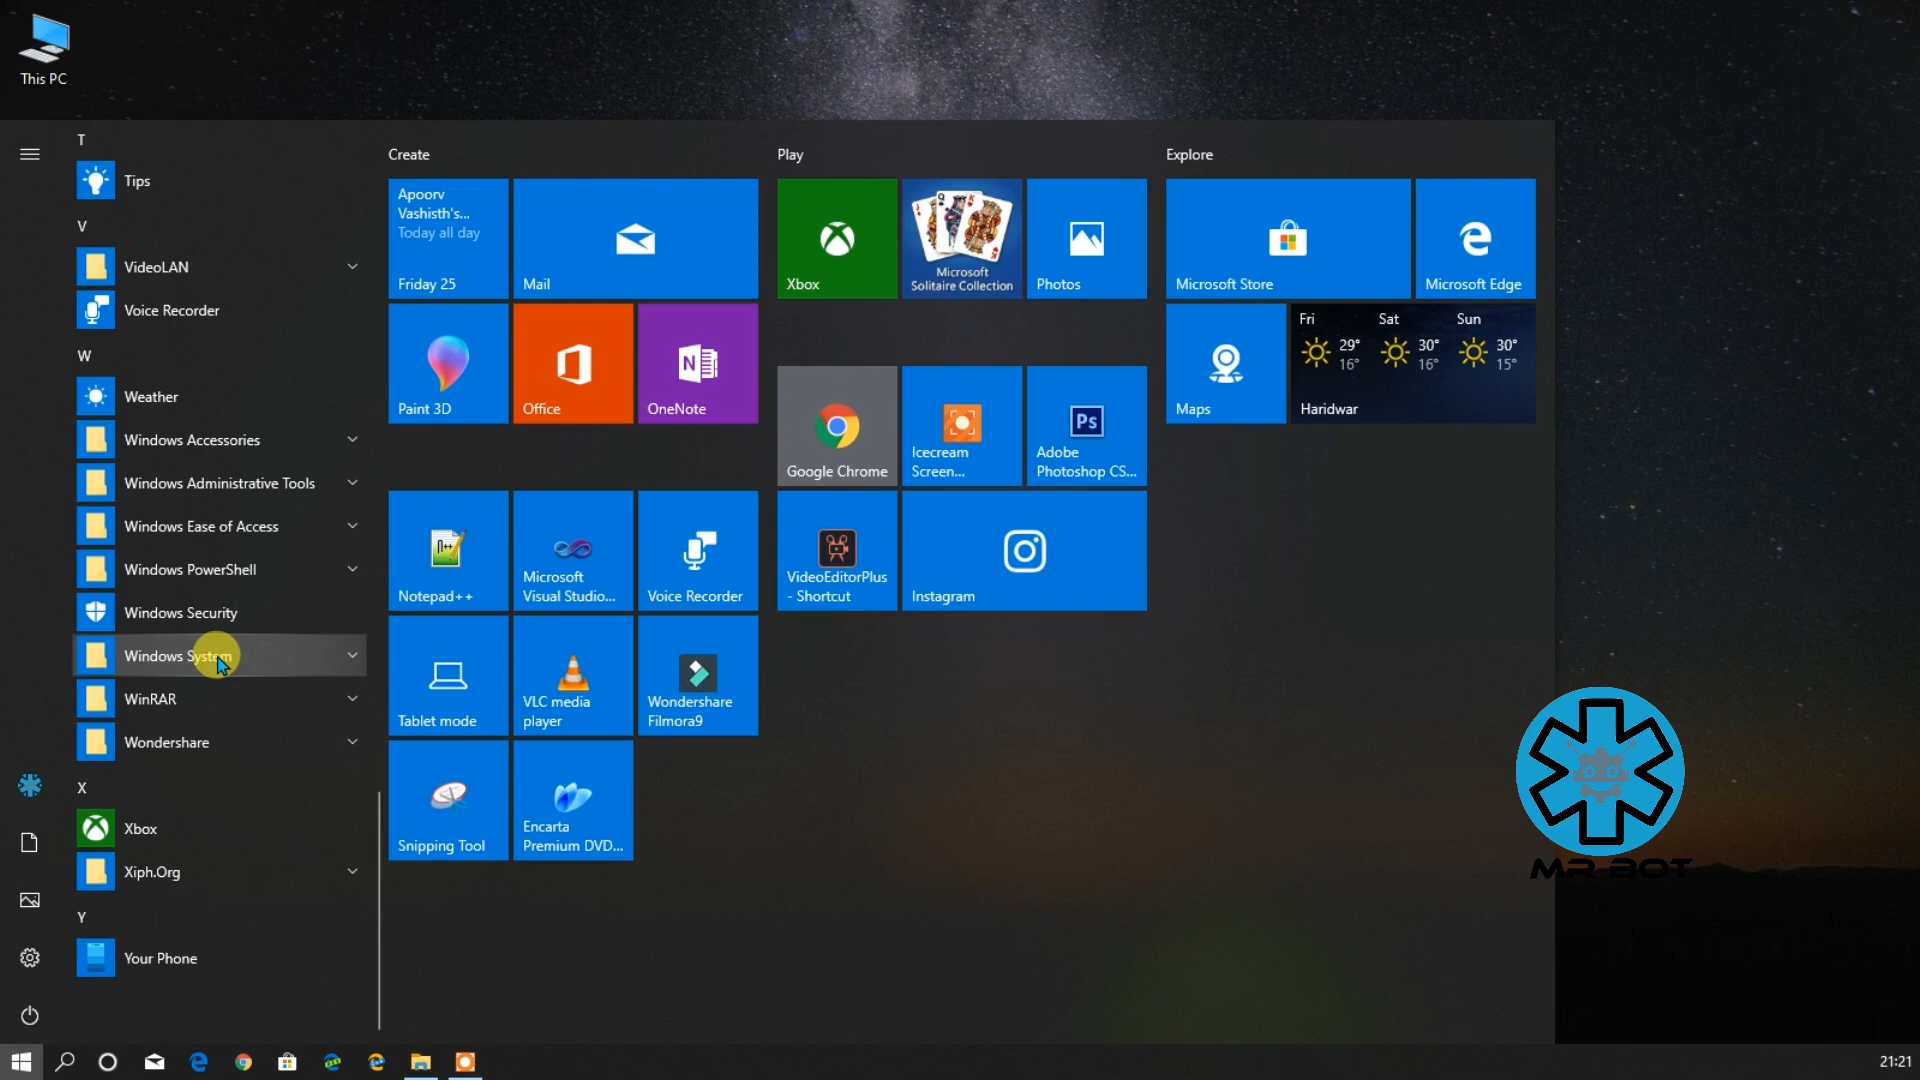 This PC
T
Tips
V
VideoLAN
Voice Recorder
W
Weather
Windows Accessories
Windows Administrative Tools
Windows Ease of Access
Windows PowerShell
Windows Security
Windows System
WinRAR
Wondershare
X
Xbox
Xiph.Org
Y
Your Phone
Create
Apoorv
Vashisth's...
Today all day
Friday 25
Mail
Paint 3D
Office
N
OneNote
Notepad++
Microsoft
Visual Studio...
Voice Recorder
Tablet mode
VLC media
player
Wondershare
Filmora9
Snipping Tool
Encarta
Premium DVD...
Play
Xbox
J
Q
K
K
Microsoft
Solitaire Collection
Photos
Google Chrome
Icecream
Screen...
Ps
Adobe
Photoshop CS...
VideoEditorPlus
- Shortcut
Instagram
Explore
Microsoft Store
Microsoft Edge
Maps
Fri Sat Sun
29° 30° 30°
16° 16° 15°
Haridwar
MR BOT
21:21